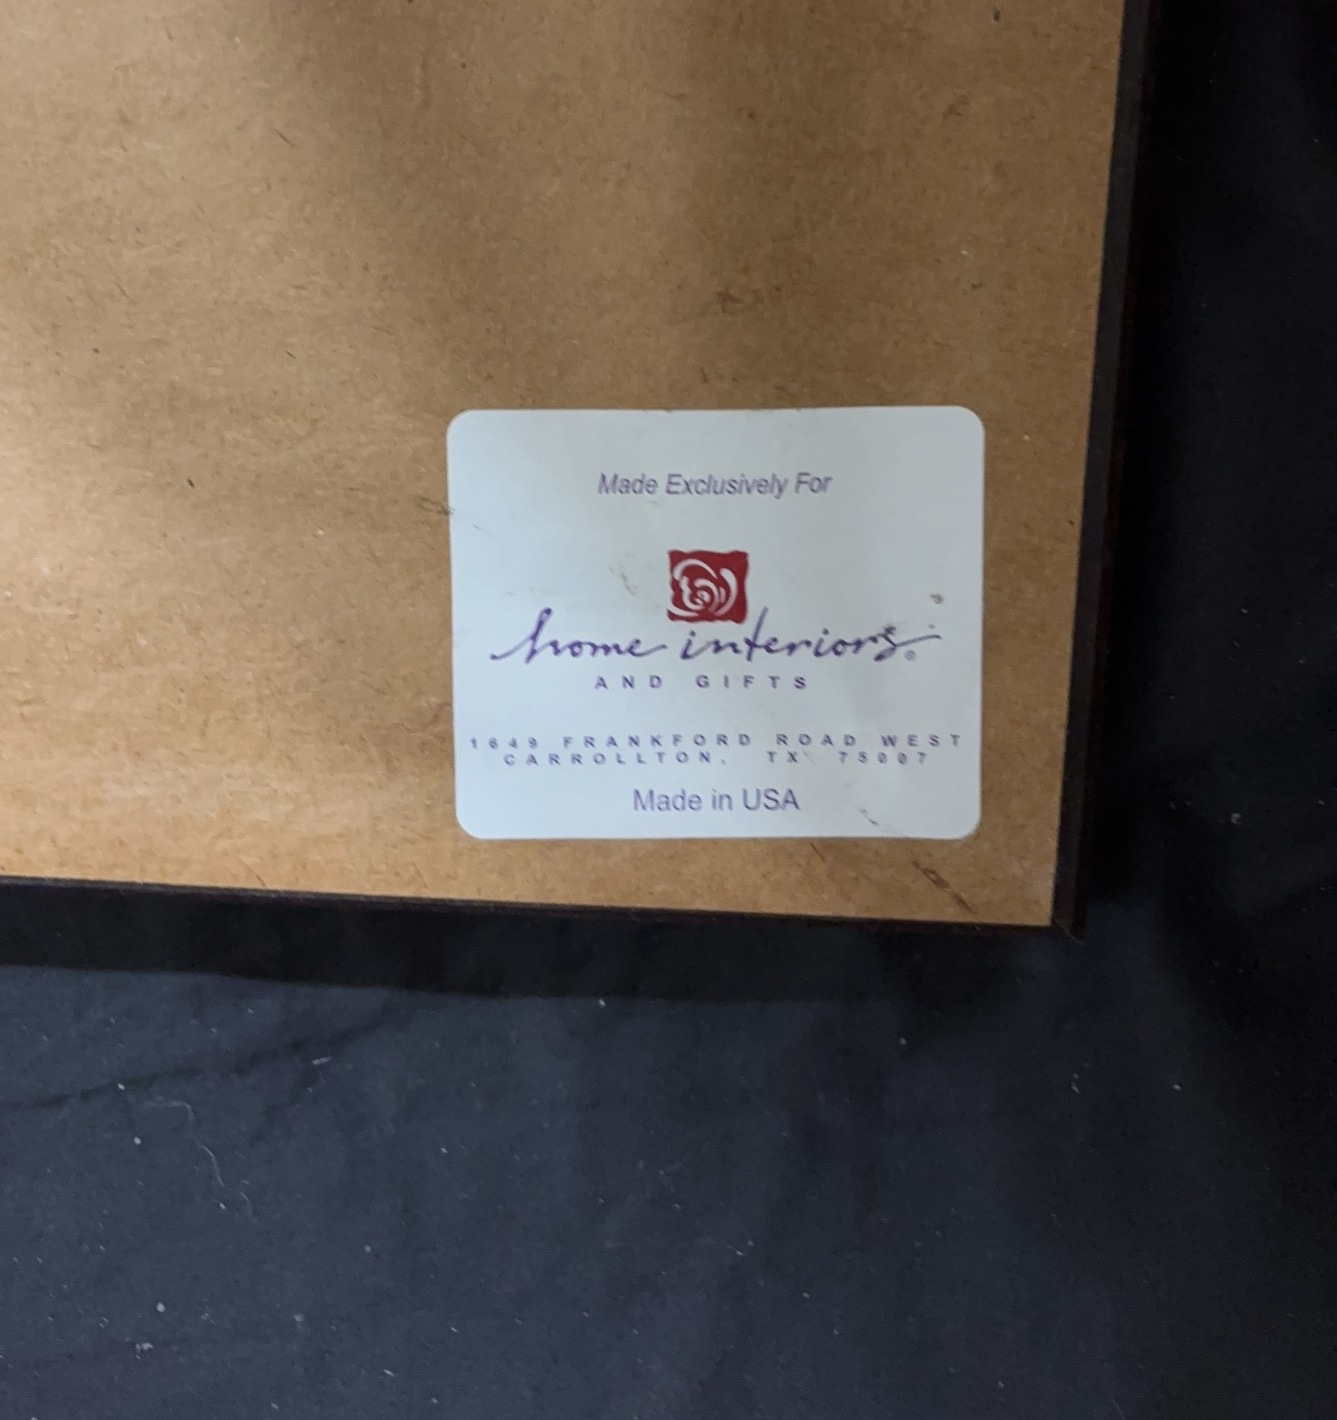 Made Exclusively For
home interiors®
AND GIFTS
1649 FRANKFORD ROAD WEST
CARROLLTON, TX 75007
Made in USA